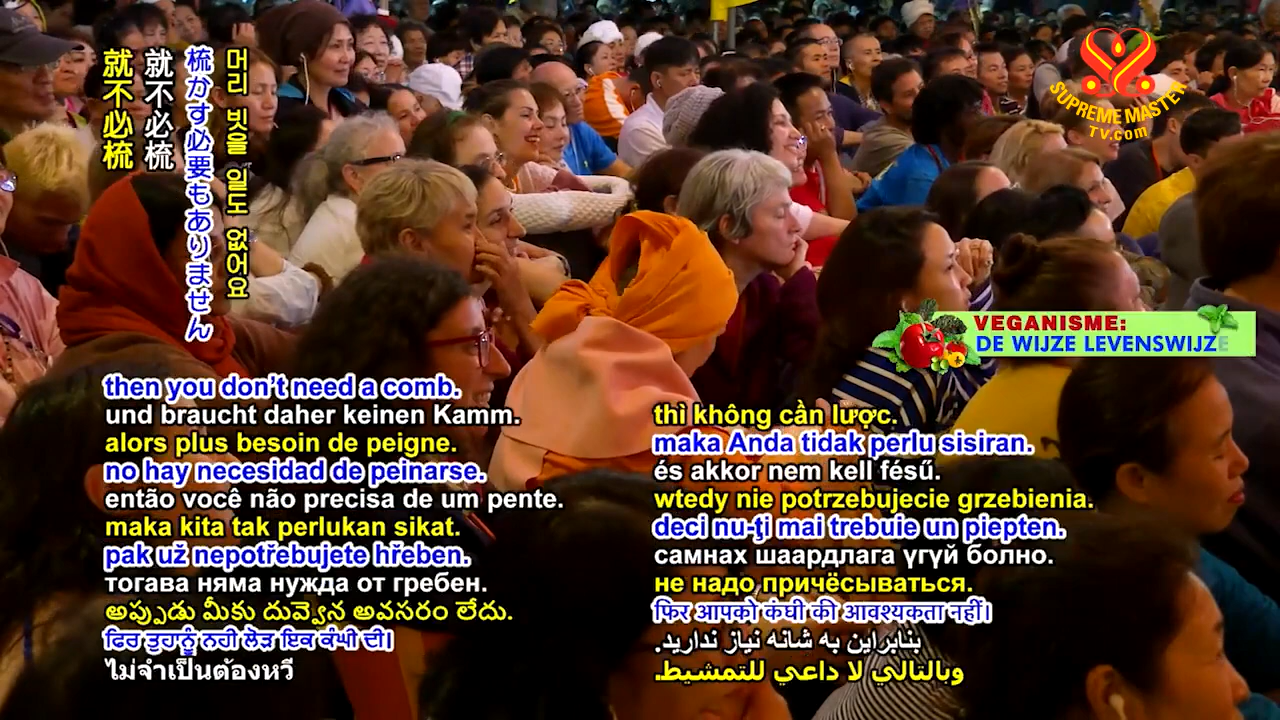 就不必梳
就不必梳
梳かす必要もありません
머리 빗을 일도 없어요
SUPREME MASTER
TV.com
VEGANISME:
DE WIJZE LEVENSWIJZE
then you don't need a comb.
und braucht daher keinen Kamm.
alors plus besoin de peigne.
no hay necesidad de peinarse.
então você não precisa de um pente.
maka kita tak perlukan sikat.
pak už nepotřebujete hřeben.
тогава няма нужда от гребен.
అప్పుడు మీకు దువ్వెన అవసరం లేదు.
ਫਿਰ ਤੁਹਾਨੂੰ ਨਹੀ ਲੋੜ ਇਕ ਕੰਘੀ ਦੀ।
ไม่จำเป็นต้องหวี
thì không cần lược.
maka Anda tidak perlu sisiran.
és akkor nem kell fésű.
wtedy nie potrzebujecie grzebienia.
deci nu-ţi mai trebuie un piepten.
самнах шаардлага үгүй болно.
не надо причёсываться.
फिर आपको कंघी की आवश्यकता नहीं।
بنابراین به شانه نیاز ندارید.
وبالتالي لا داعي للتمشيط.